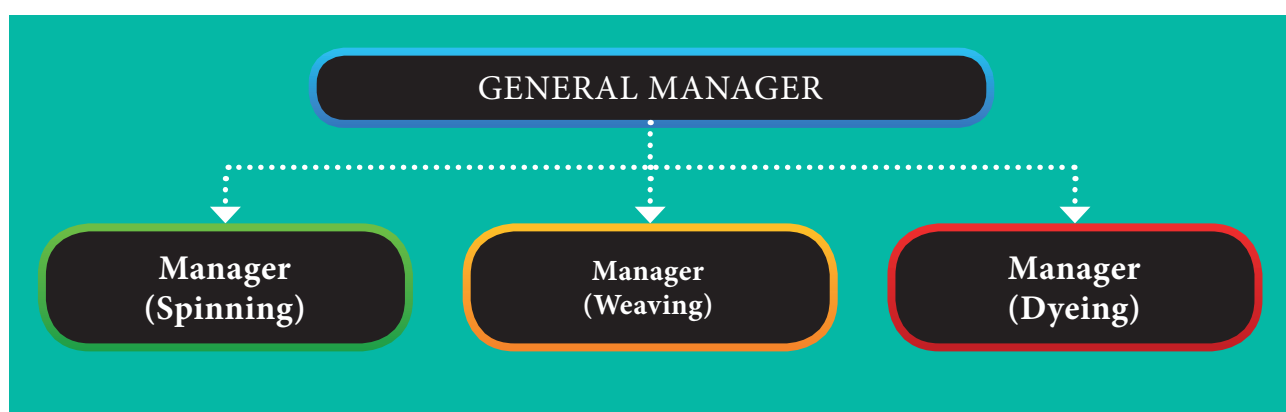 GENERAL MANAGER
Manager
(Spinning)
Manager
(Weaving)
Manager
(Dyeing)